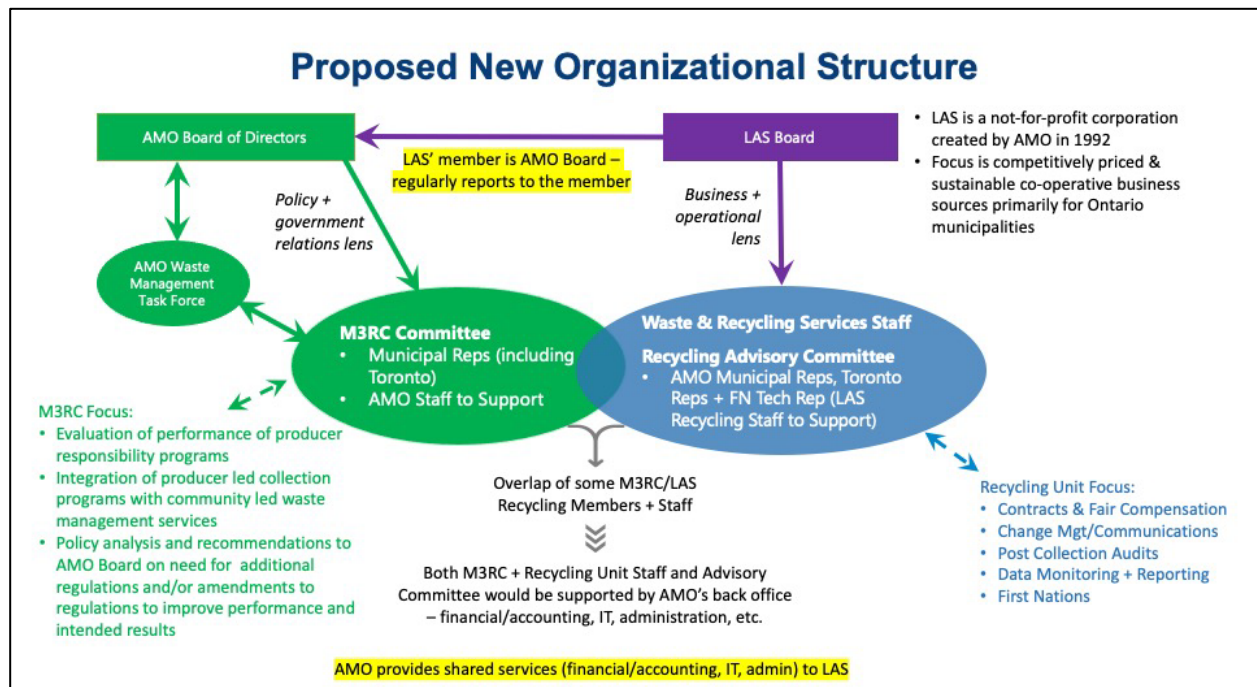 Proposed New Organizational Structure
AMO Board of Directors
LAS Board
LAS' member is AMO Board –
regularly reports to the member
• LAS is a not-for-profit corporation
created by AMO in 1992
• Focus is competitively priced &
sustainable co-operative business
sources primarily for Ontario
municipalities
Policy +
government
relations lens
Business +
operational
lens
AMO Waste
Management
Task Force
M3RC Committee
• Municipal Reps (including
Toronto)
• AMO Staff to Support
Waste & Recycling Services Staff
Recycling Advisory Committee
• AMO Municipal Reps, Toronto
Reps + FN Tech Rep (LAS
Recycling Staff to Support)
M3RC Focus:
• Evaluation of performance of producer
responsibility programs
• Integration of producer led collection
programs with community led waste
management services
• Policy analysis and recommendations to
AMO Board on need for additional
regulations and/or amendments to
regulations to improve performance and
intended results
Overlap of some M3RC/LAS
Recycling Members + Staff
Both M3RC + Recycling Unit Staff and Advisory
Committee would be supported by AMO's back office
– financial/accounting, IT, administration, etc.
Recycling Unit Focus:
• Contracts & Fair Compensation
• Change Mgt/Communications
• Post Collection Audits
• Data Monitoring + Reporting
• First Nations
AMO provides shared services (financial/accounting, IT, admin) to LAS